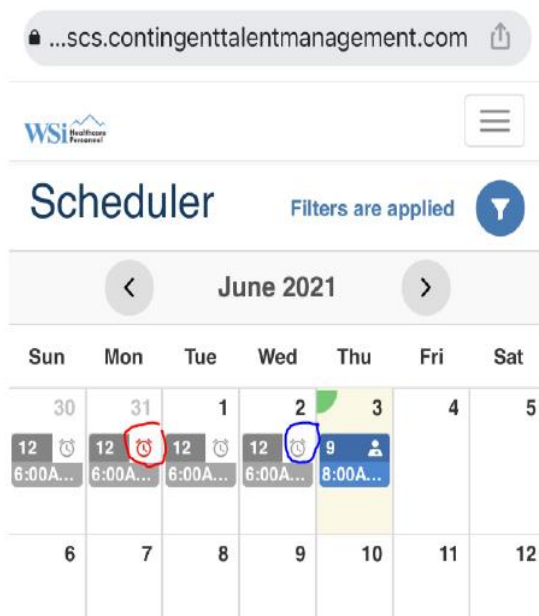 ...scs.contingenttalentmanagement.com
WSi Healthcare Personnel
Scheduler Filters are applied
June 2021
Sun Mon Tue Wed Thu Fri Sat
30 31 1 2 3 4 5
12 12 12 12 9
6:00A... 6:00A... 6:00A... 6:00A... 8:00A...
6 7 8 9 10 11 12